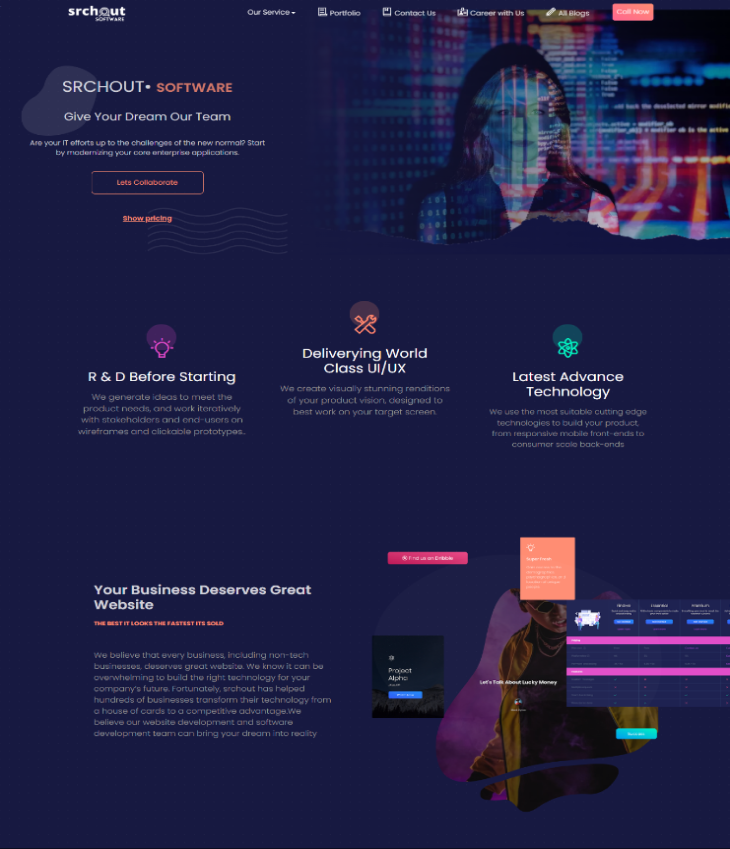 srchout
SOFTWARE
Our Service
Portfolio
Contact Us
Career with Us
All Blogs
Call Now
SRCHOUT• SOFTWARE
Give Your Dream Our Team
Are your IT efforts up to the challenges of the new normal? Start
by modernizing your core enterprise applications.
Lets Collaborate
Show pricing
R & D Before Starting
We generate ideas to meet the
product needs, and work iteratively
with stakeholders and end-users on
wireframes and clickable prototypes..
Deliverying World
Class UI/UX
We create visually stunning renditions
of your product vision, designed to
best work on your target screen.
Latest Advance
Technology
We use the most suitable cutting edge
technologies to build your product,
from responsive mobile front-ends to
consumer scale back-ends
Your Business Deserves Great
Website
THE BEST IT LOOKS THE FASTEST ITS SOLD
We believe that every business, including non-tech
businesses, deserves great website. We know it can be
overwhelming to build the right technology for your
company's future. Fortunately, srchout has helped
hundreds of businesses transform their technology from
a house of cards to a competitive advantage.We
believe our website development and software
development team can bring your dream into reality
Find us on Dribble
Project
Alpha
Let's Talk About Lucky Money